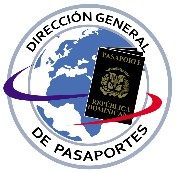 DIRECCIÓN GENERAL
PASAPORTE
REPÚBLICA
DOMINICANA
DE PASAPORTES